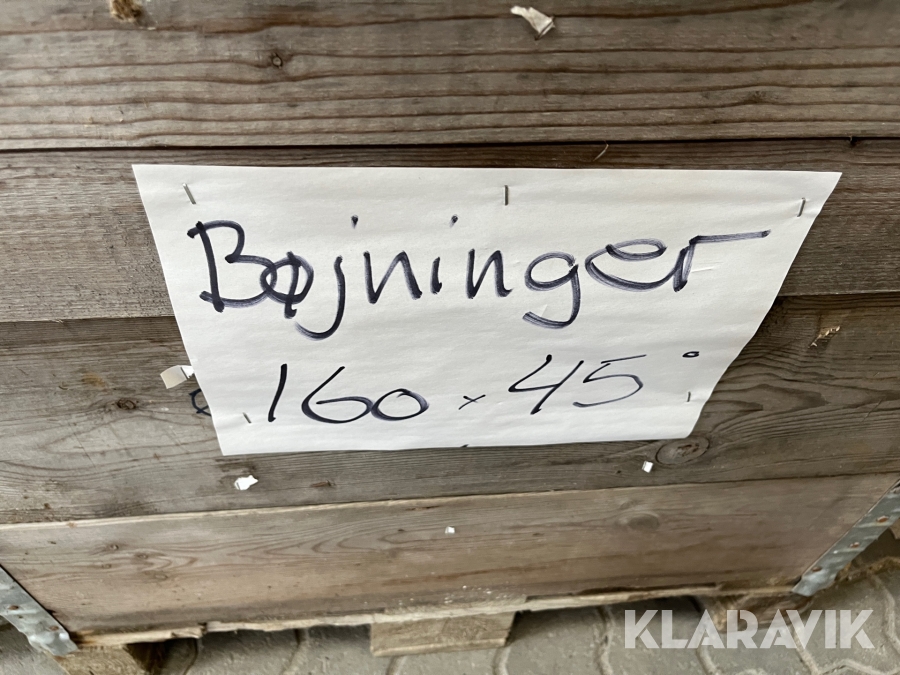 Bøjninger
160 x 45°
KLARAVIK